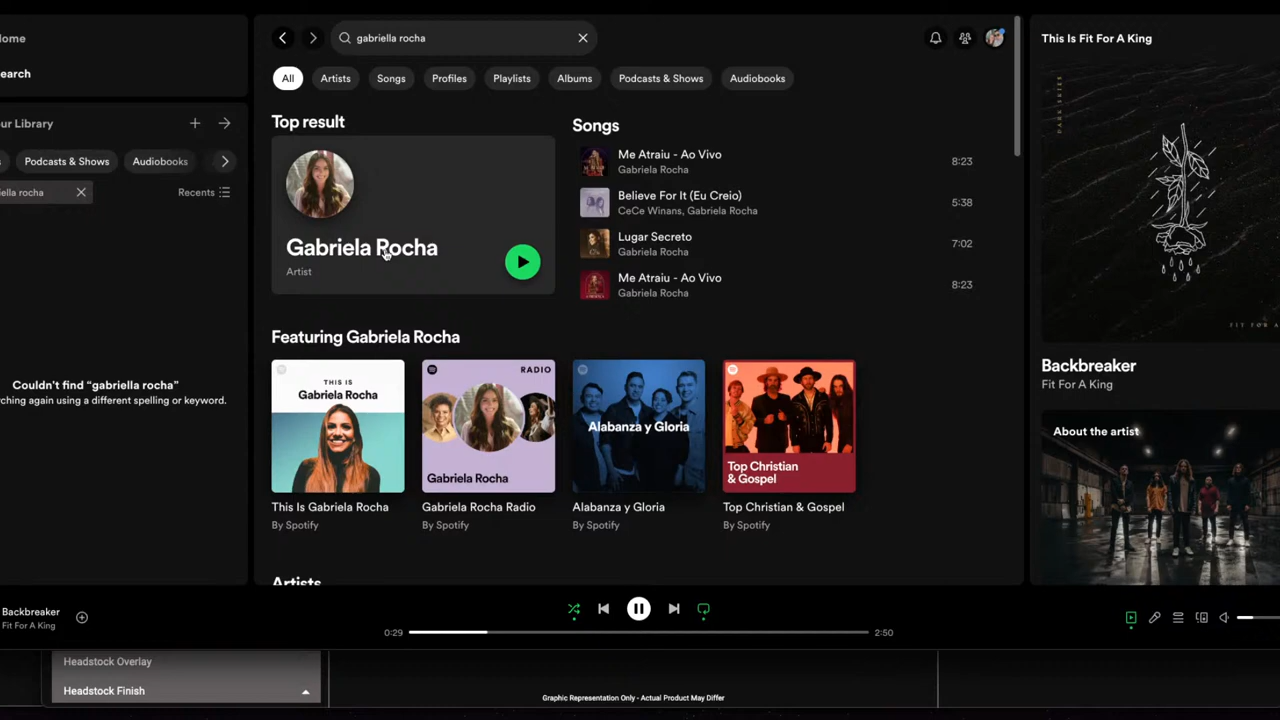 ome
earch
ur Library
s
Podcasts & Shows
Audiobooks
ella rocha
Recents
Couldn't find “gabriella rocha”
ching again using a different spelling or keyword.
gabriella rocha
All
Artists
Songs
Profiles
Playlists
Albums
Podcasts & Shows
Audiobooks
Top result
Gabriela Rocha
Artist
Songs
Me Atraiu - Ao Vivo
Gabriela Rocha
8:23
Believe For It (Eu Creio)
CeCe Winans, Gabriela Rocha
5:38
Lugar Secreto
Gabriela Rocha
7:02
Me Atraiu - Ao Vivo
Gabriela Rocha
8:23
Featuring Gabriela Rocha
THIS IS
Gabriela Rocha
This Is Gabriela Rocha
By Spotify
RADIO
Gabriela Rocha
Gabriela Rocha Radio
By Spotify
Alabanza y Gloria
Alabanza y Gloria
By Spotify
Top Christian
& Gospel
Top Christian & Gospel
By Spotify
Artists
This Is Fit For A King
DARK SKIES
FIT FOR A
Backbreaker
Fit For A King
About the artist
Backbreaker
Fit For A King
0:29
2:50
Headstock Overlay
Headstock Finish
Graphic Representation Only - Actual Product May Differ